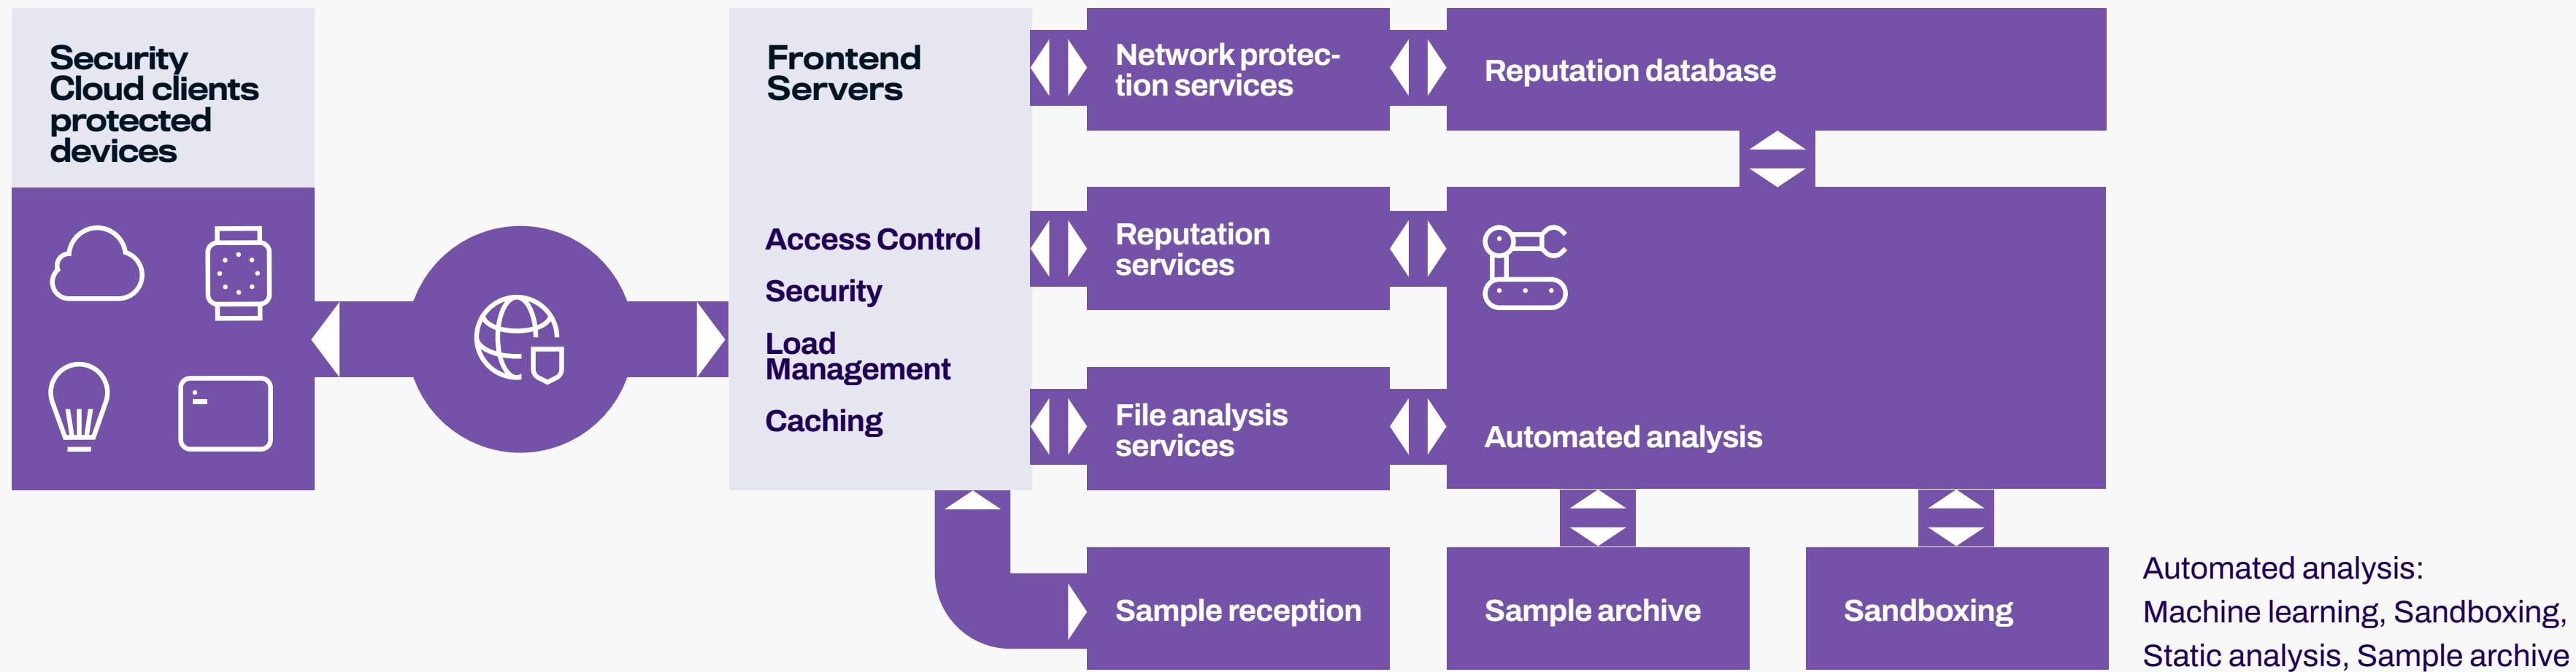 Security
Cloud clients
protected
devices
Frontend
Servers
Access Control
Security
Load
Management
Caching
Network protec-
tion services
Reputation database
Reputation
services
File analysis
services
Automated analysis
Sample reception
Sample archive
Sandboxing
Automated analysis:
Machine learning, Sandboxing,
Static analysis, Sample archive